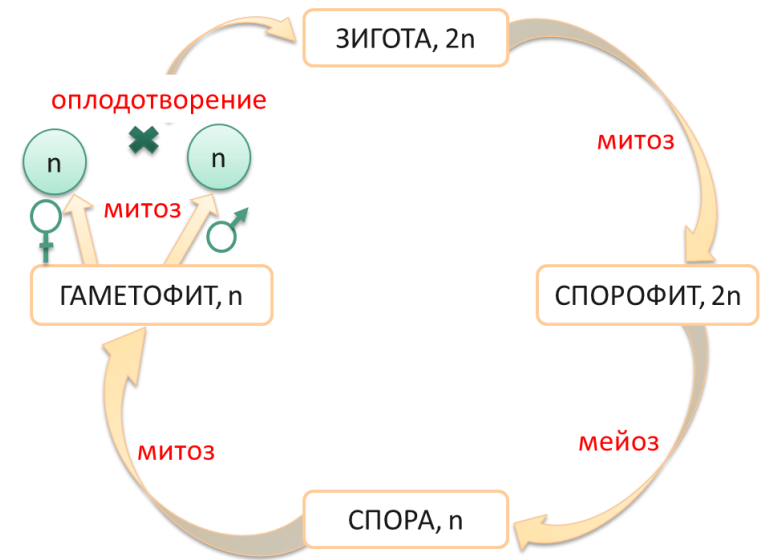 ЗИГОТА, 2n
оплодотворение
митоз
n
n
митоз
ГАМЕТОФИТ, n
СПОРОФИТ, 2n
мейоз
митоз
СПОРА, n